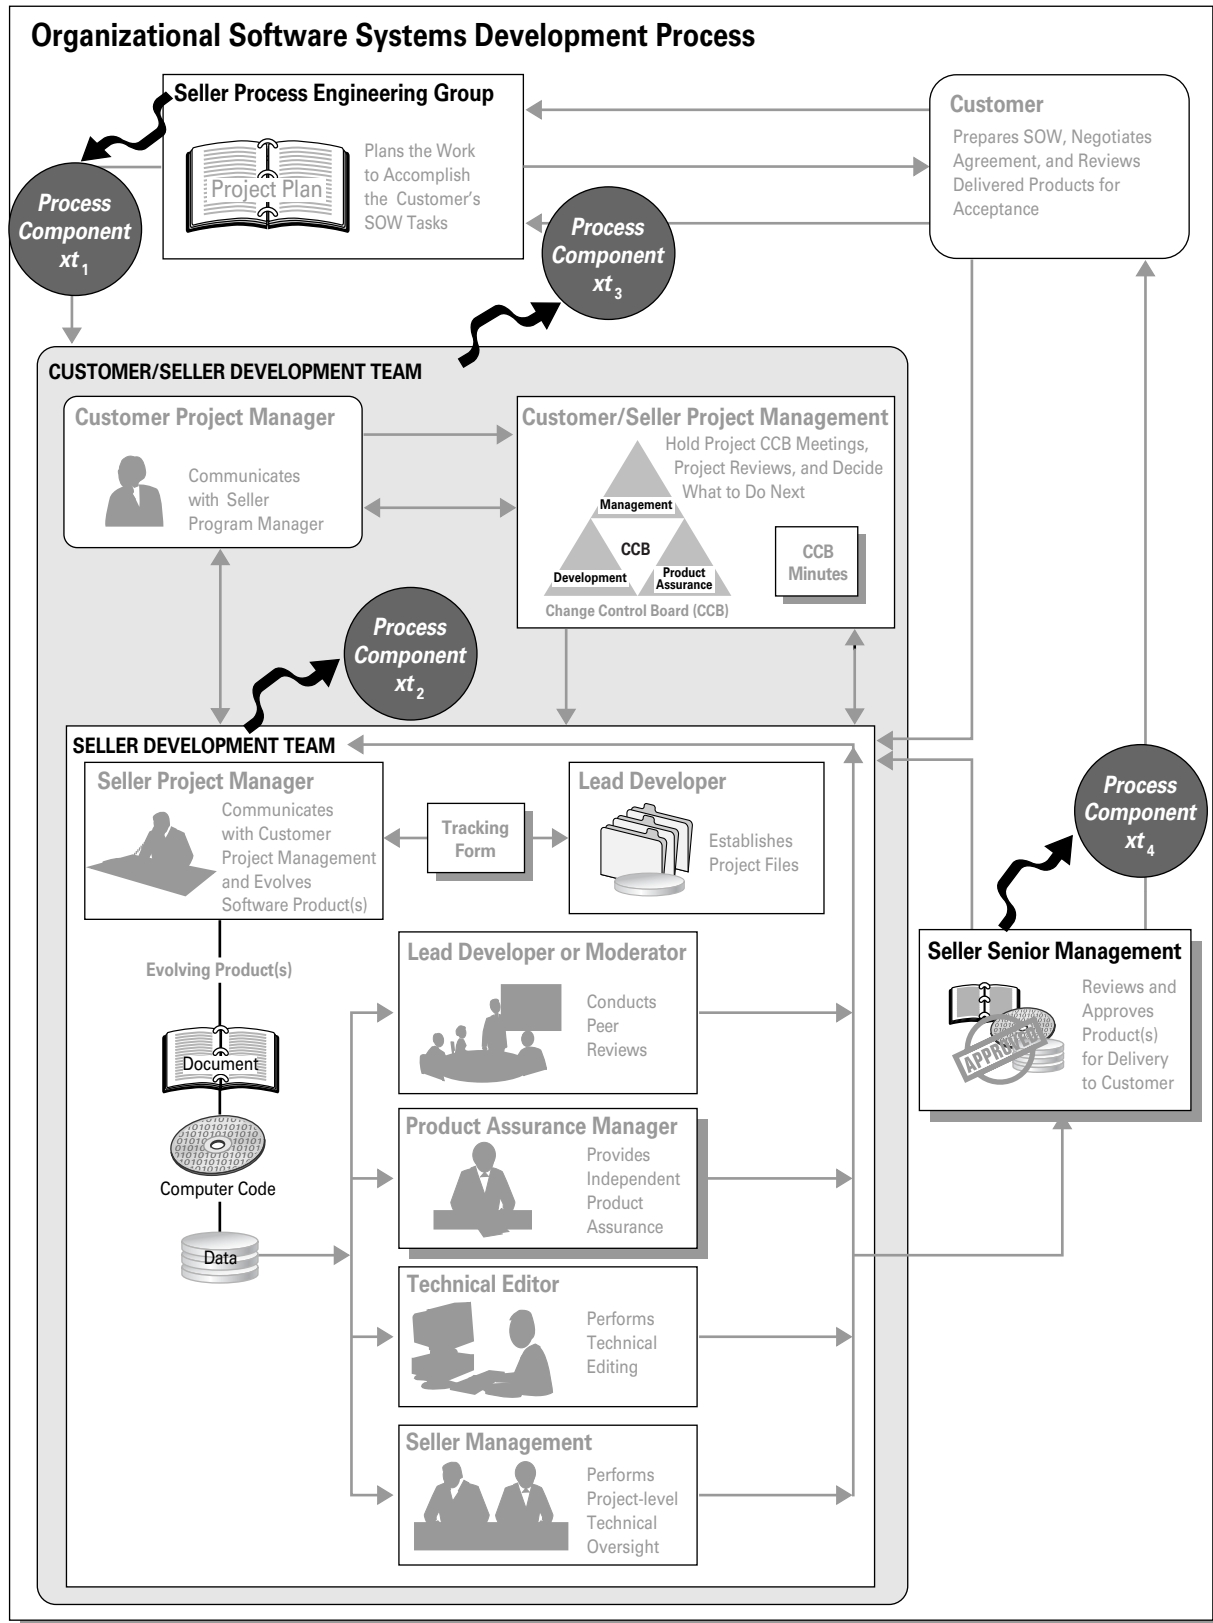 Organizational Software Systems Development Process
Seller Process Engineering Group
Project Plan
Plans the Work
to Accomplish
the Customer's
SOW Tasks
Customer
Prepares SOW, Negotiates
Agreement, and Reviews
Delivered Products for
Acceptance
Process
Component
xt 1
Process
Component
xt 3
CUSTOMER/SELLER DEVELOPMENT TEAM
Customer Project Manager
Communicates
with Seller
Program Manager
Customer/Seller Project Management
Hold Project CCB Meetings,
Project Reviews, and Decide
What to Do Next
Management
CCB
Development
Product
Assurance
Change Control Board (CCB)
CCB
Minutes
Process
Component
xt 2
SELLER DEVELOPMENT TEAM
Seller Project Manager
Communicates
with Customer
Project Management
and Evolves
Software Product(s)
Tracking
Form
Lead Developer
Establishes
Project Files
Process
Component
xt 4
Evolving Product(s)
Document
Computer Code
Data
Lead Developer or Moderator
Conducts
Peer
Reviews
Product Assurance Manager
Provides
Independent
Product
Assurance
Technical Editor
Performs
Technical
Editing
Seller Management
Performs
Project-level
Technical
Oversight
Seller Senior Management
APPROVED
Reviews and
Approves
Product(s)
for Delivery
to Customer